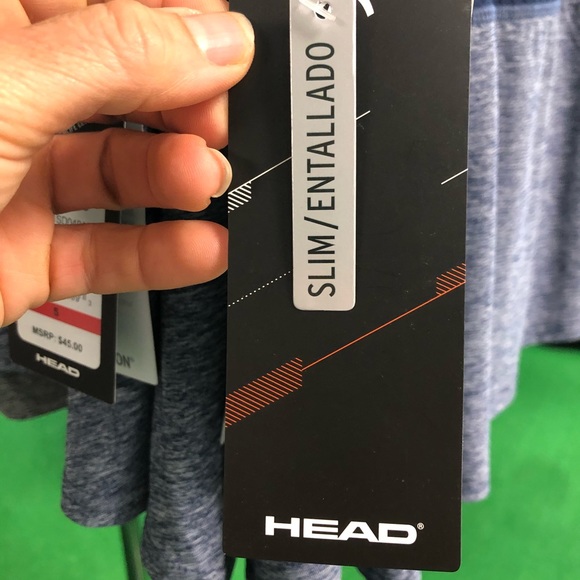 SLIM/ENTALLADO
HEAD®
S
MSRP: $45.00
HEAD